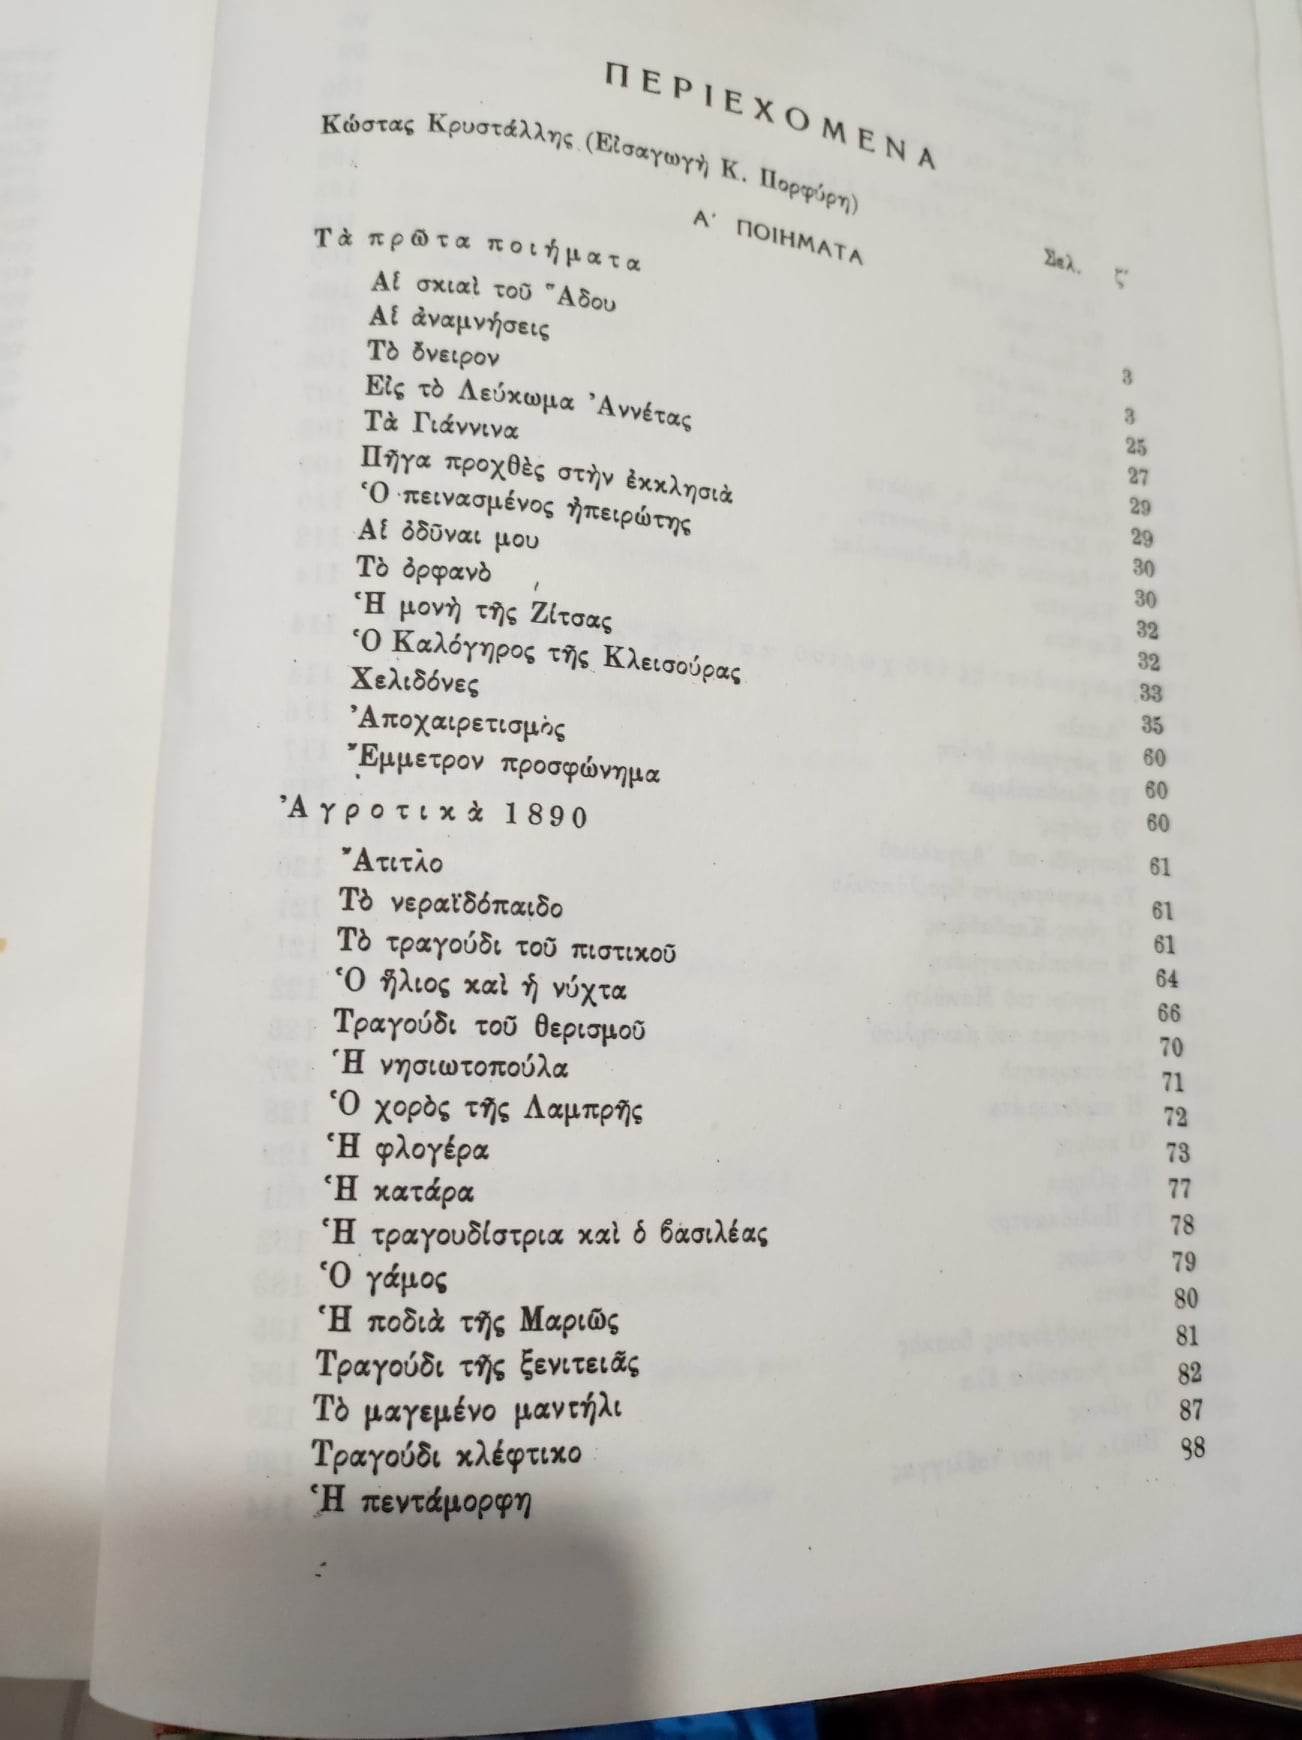 ΠΕΡΙΕΧΟΜΕΝΑ
Κώστας Κρυστάλλης (Εἰσαγωγὴ Κ. Πορφύρη) Σελ. ζ΄
Α΄ ΠΟΙΗΜΑΤΑ
Τὰ πρῶτα ποιήματα 3
Αἱ σκιαὶ τοῦ Ἅδου 3
Αἱ ἀναμνήσεις 25
Τὸ ὄνειρον 27
Εἰς τὸ Λεύκωμα Ἀννέτας 29
Τὰ Γιάννινα 29
Πῆγα προχθὲς στὴν ἐκκλησιὰ 30
Ὁ πεινασμένος ἠπειρώτης 30
Αἱ ὀδῦναι μου 32
Τὸ ὀρφανὸ 32
Ἡ μονὴ τῆς Ζίτσας 33
Ὁ Καλόγηρος τῆς Κλεισούρας 35
Χελιδόνες 60
Ἀποχαιρετισμὸς 60
Ἔμμετρον προσφώνημα 60
Ἀγροτικὰ 1890 61
Ἄτιτλο 61
Τὸ νεραϊδόπαιδο 61
Τὸ τραγούδι τοῦ πιστικοῦ 64
Ὁ ἥλιος καὶ ἡ νύχτα 66
Τραγούδι τοῦ θερισμοῦ 70
Ἡ νησιωτοπούλα 71
Ὁ χορὸς τῆς Λαμπρῆς 72
Ἡ φλογέρα 73
Ἡ κατάρα 77
Ἡ τραγουδίστρια καὶ ὁ βασιλέας 78
Ὁ γάμος 79
Ἡ ποδιὰ τῆς Μαριῶς 80
Τραγούδι τῆς ξενιτειᾶς 81
Τὸ μαγεμένο μαντήλι 82
Τραγούδι κλέφτικο 87
Ἡ πεντάμορφη 88